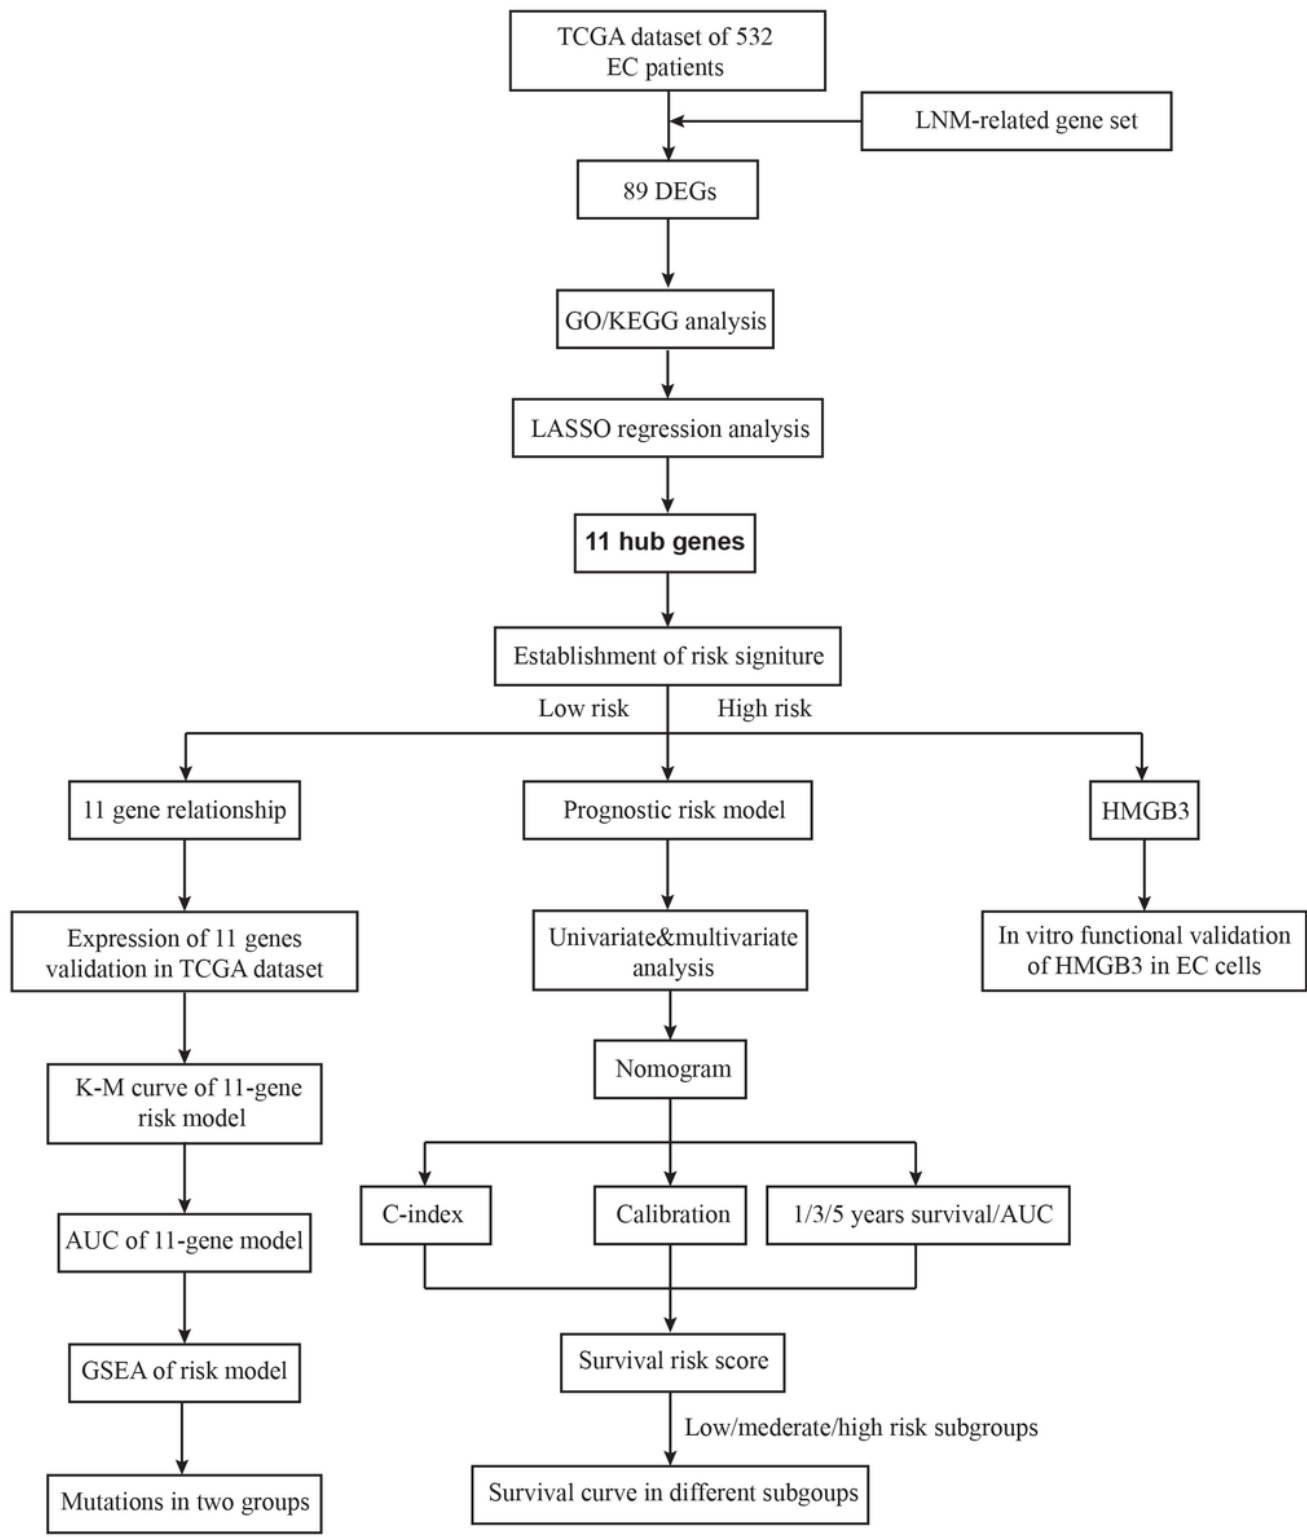 TCGA dataset of 532
EC patients
LNM-related gene set
89 DEGs
GO/KEGG analysis
LASSO regression analysis
11 hub genes
Establishment of risk signiture
Low risk
High risk
11 gene relationship
Prognostic risk model
HMGB3
Expression of 11 genes
validation in TCGA dataset
Univariate&multivariate
analysis
In vitro functional validation
of HMGB3 in EC cells
K-M curve of 11-gene
risk model
Nomogram
AUC of 11-gene model
C-index
Calibration
1/3/5 years survival/AUC
GSEA of risk model
Survival risk score
Low/mederate/high risk subgroups
Mutations in two groups
Survival curve in different subgoups